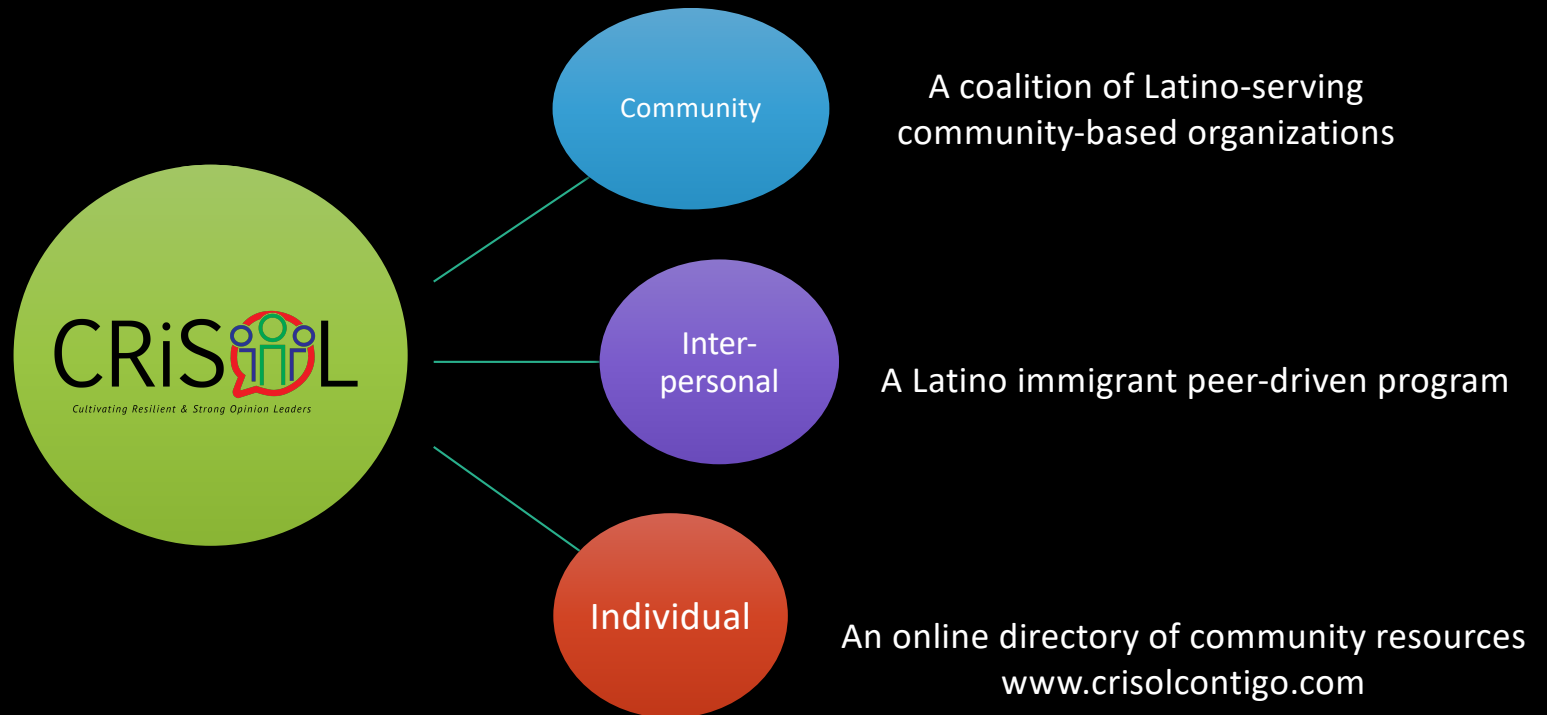 CRiSOL
Cultivating Resilient & Strong Opinion Leaders
Community
A coalition of Latino-serving
community-based organizations
Inter-
personal
A Latino immigrant peer-driven program
Individual
An online directory of community resources
www.crisolcontigo.com